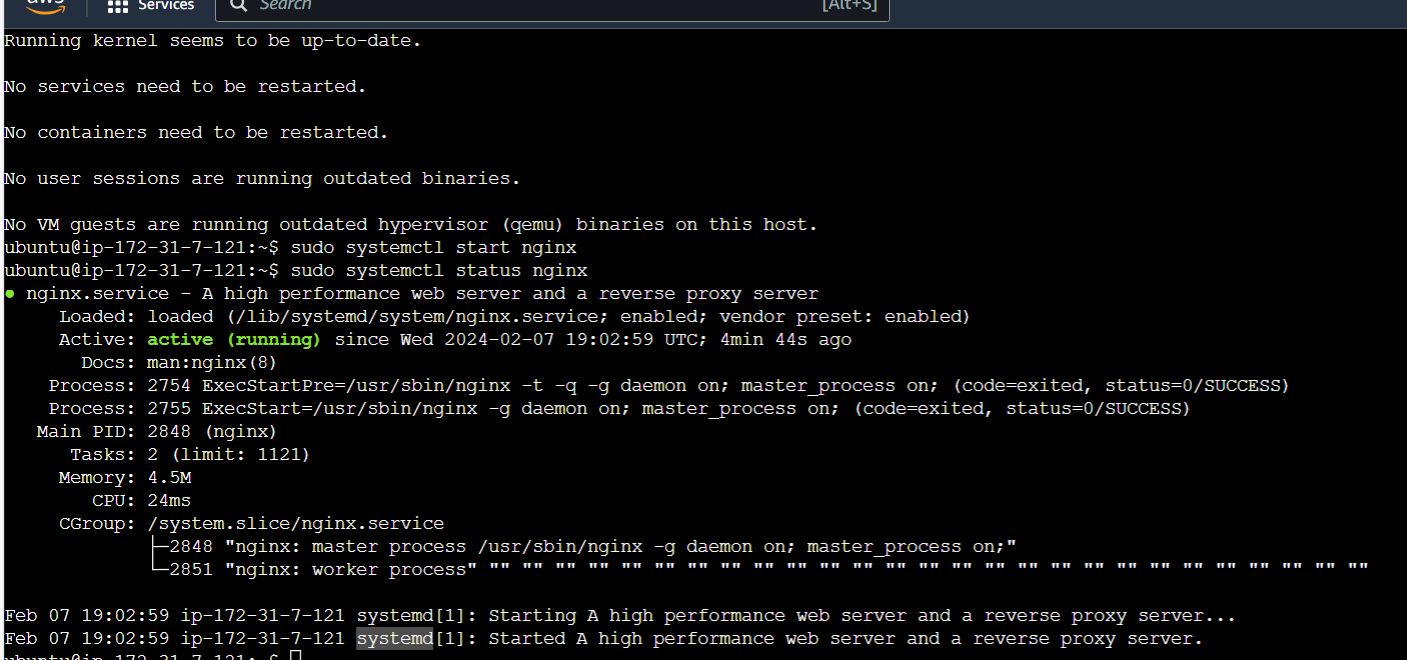 aws Services Search [Alt+S]
Running kernel seems to be up-to-date.
No services need to be restarted.
No containers need to be restarted.
No user sessions are running outdated binaries.
No VM guests are running outdated hypervisor (qemu) binaries on this host.
ubuntu@ip-172-31-7-121:~$ sudo systemctl start nginx
ubuntu@ip-172-31-7-121:~$ sudo systemctl status nginx
● nginx.service - A high performance web server and a reverse proxy server
Loaded: loaded (/lib/systemd/system/nginx.service; enabled; vendor preset: enabled)
Active: active (running) since Wed 2024-02-07 19:02:59 UTC; 4min 44s ago
Docs: man:nginx(8)
Process: 2754 ExecStartPre=/usr/sbin/nginx -t -q -g daemon on; master_process on; (code=exited, status=0/SUCCESS)
Process: 2755 ExecStart=/usr/sbin/nginx -g daemon on; master_process on; (code=exited, status=0/SUCCESS)
Main PID: 2848 (nginx)
Tasks: 2 (limit: 1121)
Memory: 4.5M
CPU: 24ms
CGroup: /system.slice/nginx.service
├─2848 "nginx: master process /usr/sbin/nginx -g daemon on; master_process on;"
└─2851 "nginx: worker process" "" "" "" "" "" "" "" "" "" "" "" "" "" "" "" "" "" "" "" "" "" "" "" "" "" "" ""
Feb 07 19:02:59 ip-172-31-7-121 systemd[1]: Starting A high performance web server and a reverse proxy server...
Feb 07 19:02:59 ip-172-31-7-121 systemd[1]: Started A high performance web server and a reverse proxy server.
ubuntu@ip-172-31-7-121:~$